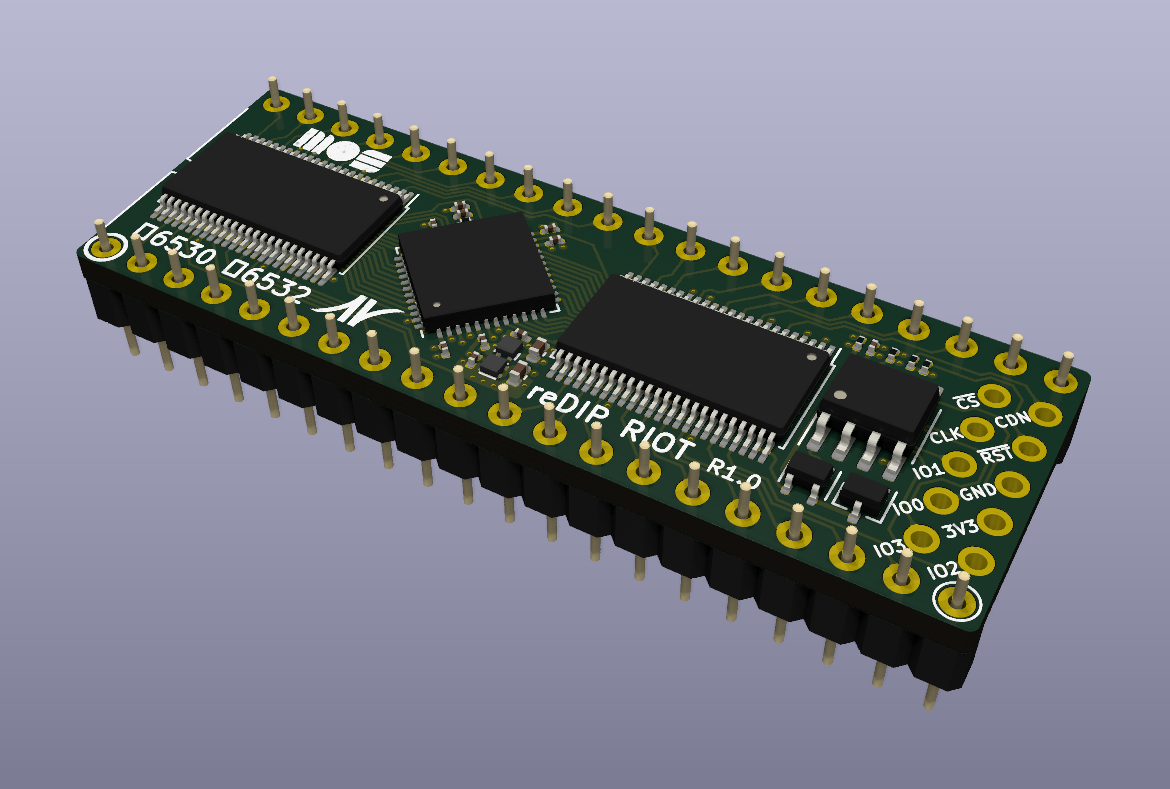 MOS
□6530 □6532
reDIP RIOT R1.0
CS
CDN
CLK
RST
IO1
GND
IO0
3V3
IO3
IO2